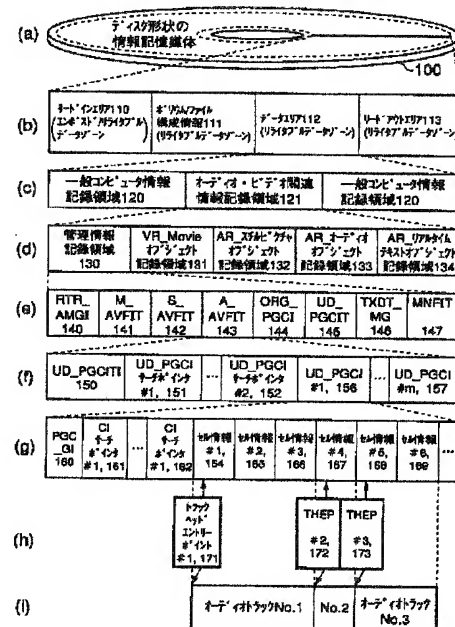 (a)
ディスク形状の
情報記憶媒体
100
(b)
リードインエリア110
(エンボスド/リライタブル
データゾーン)
ボリウム/ファイル
構成情報111
(リライタブルデータゾーン)
データエリア112
(リライタブルデータゾーン)
リードアウトエリア113
(リライタブルデータゾーン)
(c)
一般コンピュータ情報
記録領域120
オーディオ・ビデオ関連
情報記録領域121
一般コンピュータ情報
記録領域120
(d)
管理情報
記録領域
130
VR_Movie
オブジェクト
記録領域131
AR_スチルピクチャ
オブジェクト
記録領域132
AR_オーディオ
オブジェクト
記録領域133
AR_リアルタイム
テキストオブジェクト
記録領域134
(e)
RTR_
AMGI
140
M_
AVFIT
141
S_
AVFIT
142
A_
AVFIT
143
ORG_
PGCI
144
UD_
PGCIT
145
TXDT_
MG
146
MNFIT
147
(f)
UD_PGCITI
150
UD_PGCI
サーチポインタ
#1, 151
...
UD_PGCI
サーチポインタ
#2, 152
UD_PGCI
#1, 156
...
UD_PGCI
#m, 157
(g)
PGC
_GI
160
CI
サーチ
ポインタ
#1, 161
...
CI
サーチ
ポインタ
#1, 162
セル情報
#1,
164
セル情報
#2,
165
セル情報
#3,
166
セル情報
#4,
167
セル情報
#5,
168
セル情報
#6,
169
...
(h)
トラック
ヘッド
エントリー
ポイント
#1, 171
THEP
#2,
172
THEP
#3,
173
(i)
オーディオトラックNo.1
No.2
オーディオトラック
No.3